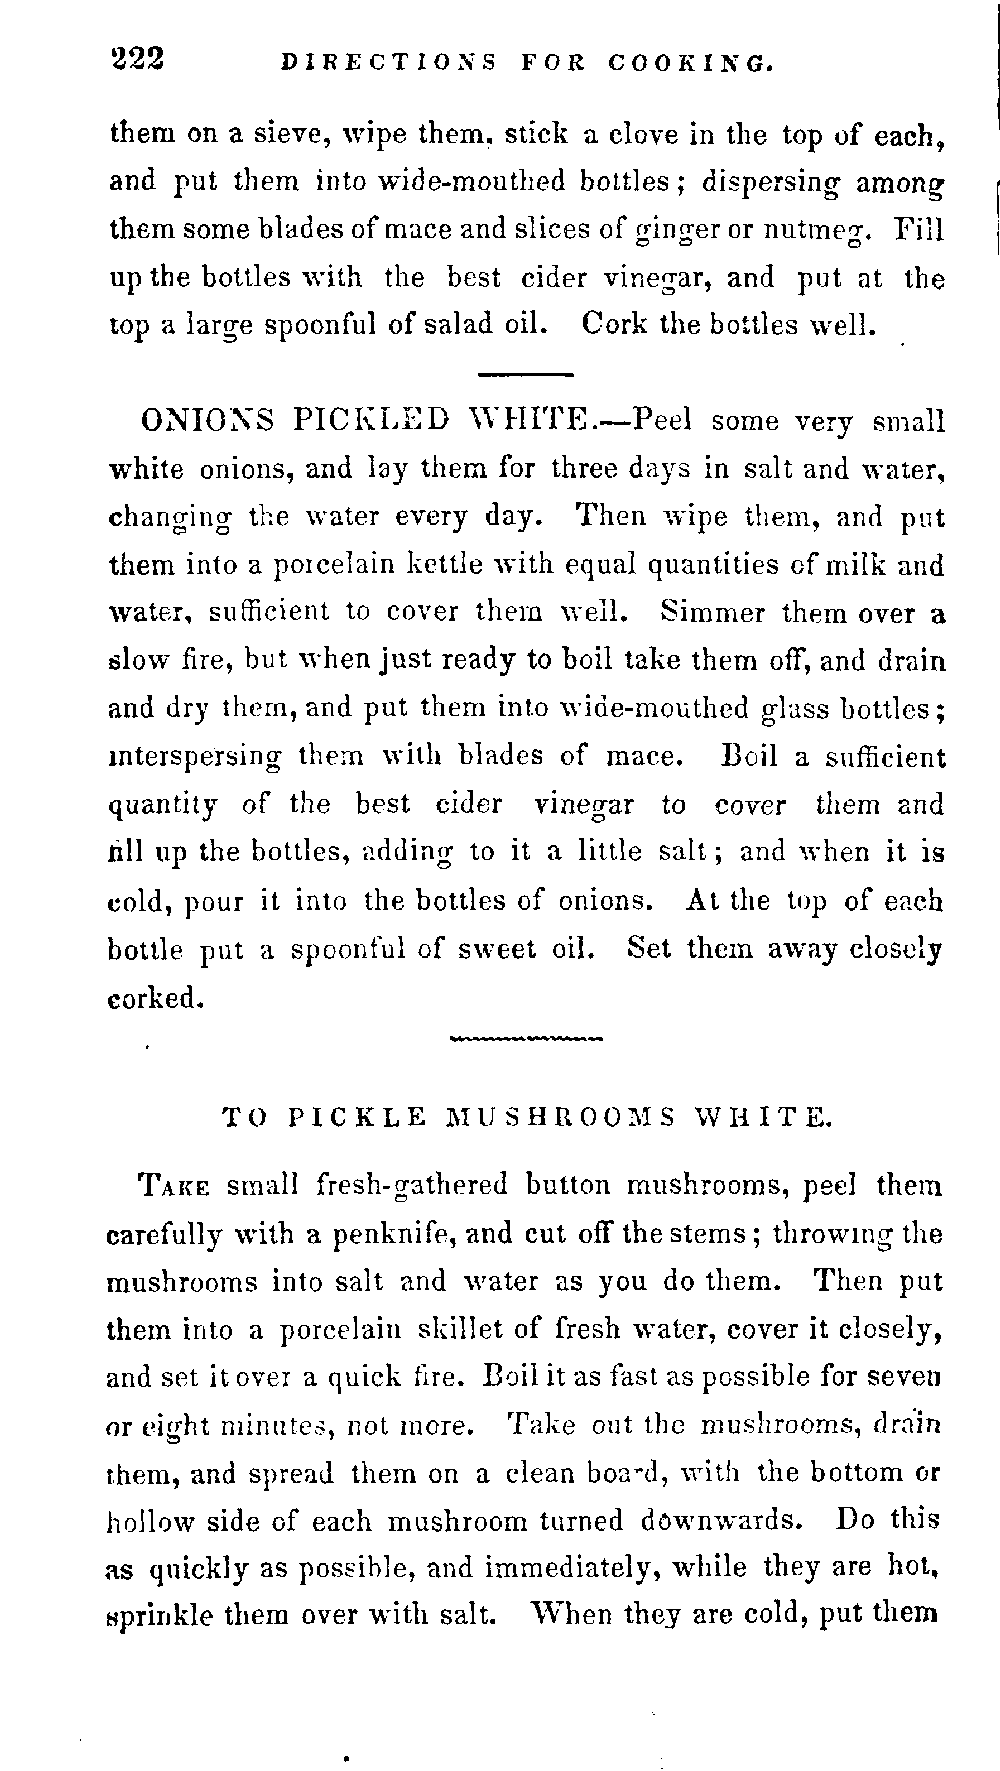 222 DIRECTIONS FOR COOKING.
them on a sieve, wipe them, stick a clove in the top of each,
and put them into wide-mouthed bottles; dispersing among
them some blades of mace and slices of ginger or nutmeg. Fill
up the bottles with the best cider vinegar, and put at the
top a large spoonful of salad oil. Cork the bottles well.
ONIONS PICKLED WHITE.—Peel some very small
white onions, and lay them for three days in salt and water,
changing the water every day. Then wipe them, and put
them into a porcelain kettle with equal quantities of milk and
water, sufficient to cover them well. Simmer them over a
slow fire, but when just ready to boil take them off, and drain
and dry them, and put them into wide-mouthed glass bottles;
interspersing them with blades of mace. Boil a sufficient
quantity of the best cider vinegar to cover them and
fill up the bottles, adding to it a little salt; and when it is
cold, pour it into the bottles of onions. At the top of each
bottle put a spoonful of sweet oil. Set them away closely
corked.
TO PICKLE MUSHROOMS WHITE.
TAKE small fresh-gathered button mushrooms, peel them
carefully with a penknife, and cut off the stems; throwing the
mushrooms into salt and water as you do them. Then put
them into a porcelain skillet of fresh water, cover it closely,
and set it over a quick fire. Boil it as fast as possible for seven
or eight minutes, not more. Take out the mushrooms, drain
them, and spread them on a clean board, with the bottom or
hollow side of each mushroom turned downwards. Do this
as quickly as possible, and immediately, while they are hot,
sprinkle them over with salt. When they are cold, put them